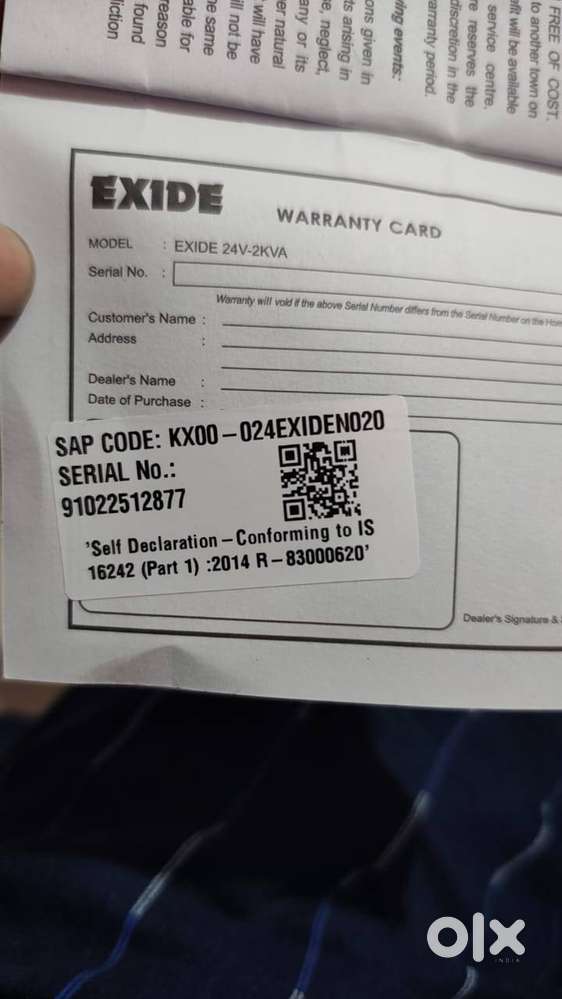 FREE OF COST.
to another town on
fit will be available
service centre.
re reserves the
discretion in the
warranty period.
ving events:
ons given in
ts arising in
e, neglect,
any or its
er natural
will have
ill not be
he same
able for
reason
found
diction
EXIDE
WARRANTY CARD
MODEL : EXIDE 24V-2KVA
Serial No. :
Warranty will void if the above Serial Number differs from the Serial Number on the Hom
Customer's Name :
Address :
Dealer's Name :
Date of Purchase :
SAP CODE: KX00-024EXIDEN020
SERIAL No.:
91022512877
'Self Declaration-Conforming to IS
16242 (Part 1) :2014 R-83000620'
Dealer's Signature &
olx
INDIA